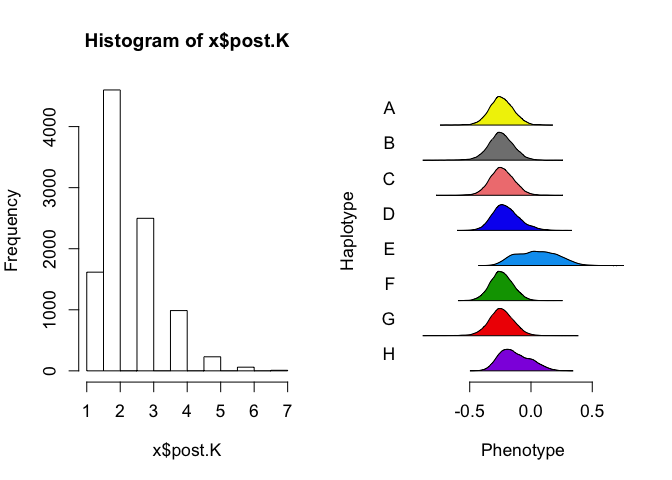 Histogram of x$post.K
Frequency
0
1000
2000
3000
4000
1 2 3 4 5 6 7
x$post.K
Haplotype
A
B
C
D
E
F
G
H
-0.5 0.0 0.5
Phenotype